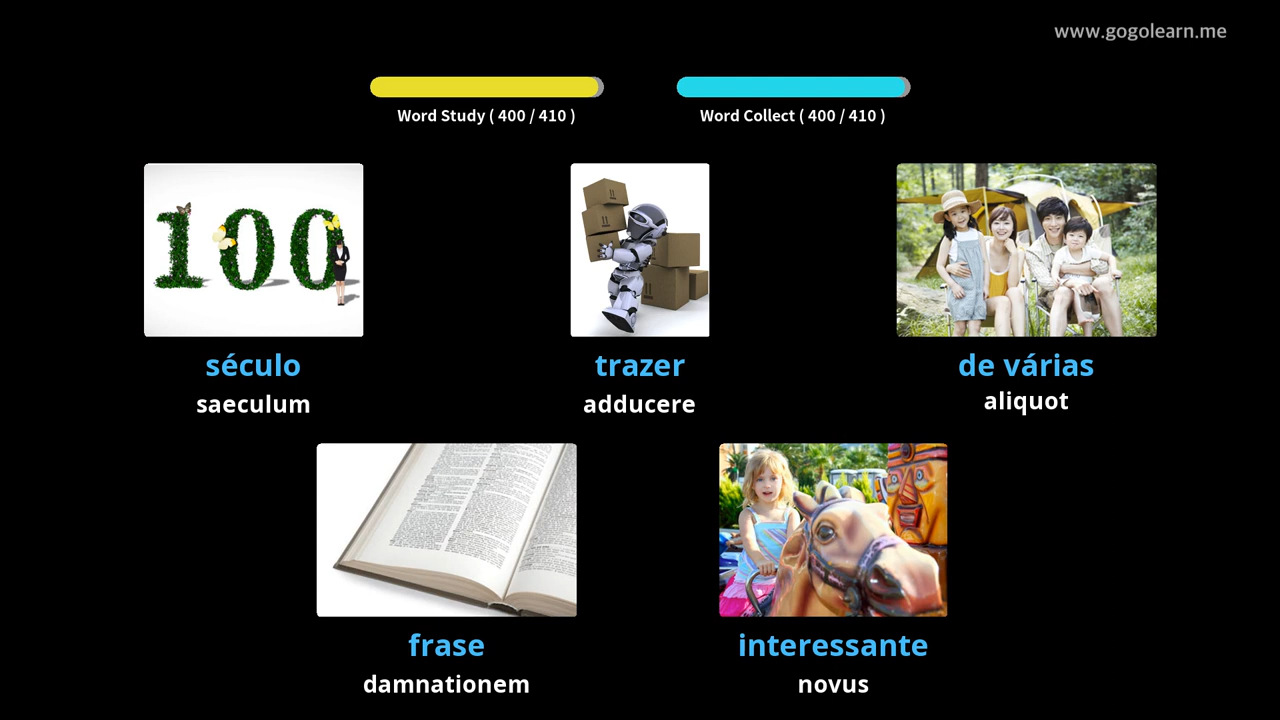 www.gogolearn.me
Word Study ( 400 / 410 )
Word Collect ( 400 / 410 )
100
século
saeculum
trazer
adducere
de várias
aliquot
frase
damnationem
interessante
novus